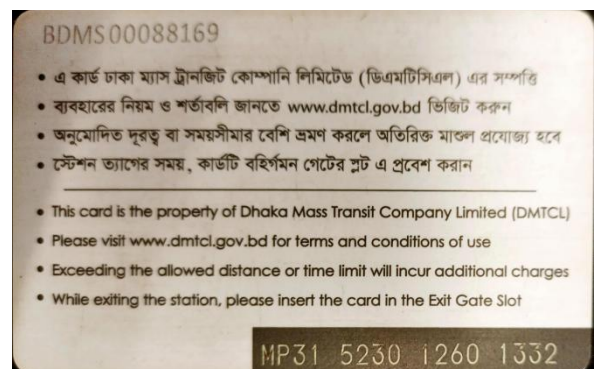 BDMS00088169
• এ কার্ড ঢাকা ম্যাস ট্রানজিট কোম্পানি লিমিটেড (ডিএমটিসিএল) এর সম্পত্তি
• ব্যবহারের নিয়ম ও শর্তাবলি জানতে www.dmtcl.gov.bd ভিজিট করুন
• অনুমোদিত দূরত্ব বা সময়সীমার বেশি ভ্রমণ করলে অতিরিক্ত মাশুল প্রযোজ্য হবে
• স্টেশন ত্যাগের সময়, কার্ডটি বহির্গমন গেটের স্লট এ প্রবেশ করান
• This card is the property of Dhaka Mass Transit Company Limited (DMTCL)
• Please visit www.dmtcl.gov.bd for terms and conditions of use
• Exceeding the allowed distance or time limit will incur additional charges
• While exiting the station, please insert the card in the Exit Gate Slot
MP31 5230 1260 1332